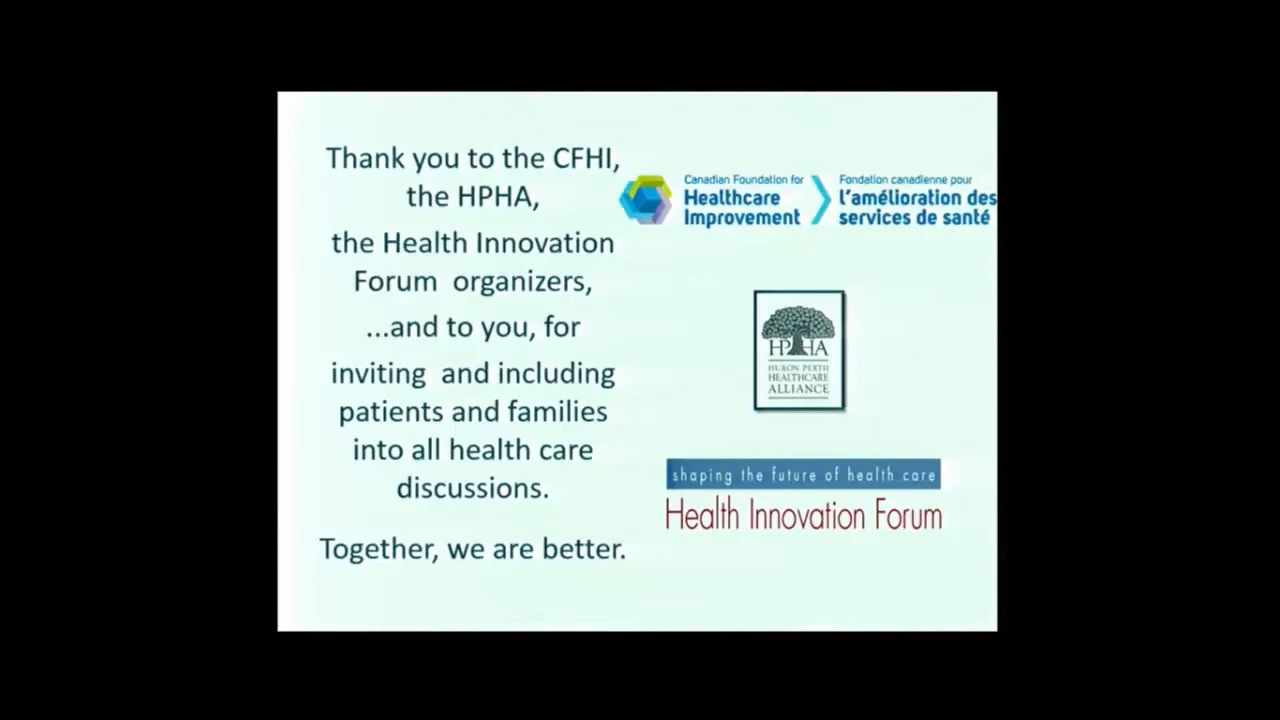 Thank you to the CFHI,
the HPHA,
the Health Innovation
Forum organizers,
...and to you, for
inviting and including
patients and families
into all health care
discussions.
Together, we are better.
Canadian Foundation for
Healthcare
Improvement
Fondation canadienne pour
l'amélioration des
services de santé
HPHA
HURON PERTH
HEALTHCARE
ALLIANCE
shaping the future of health care
Health Innovation Forum